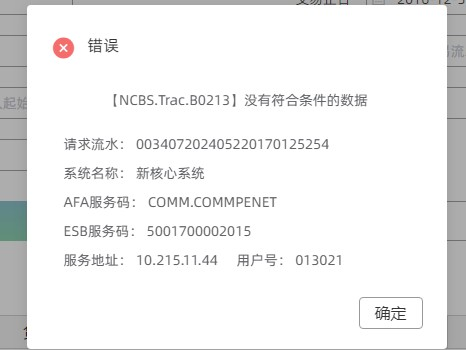 错误
【NCBS.Trac.B0213】没有符合条件的数据
请求流水： 003407202405220170125254
系统名称： 新核心系统
AFA服务码： COMM.COMMPENET
ESB服务码： 5001700002015
服务地址： 10.215.11.44 用户号： 013021
确定